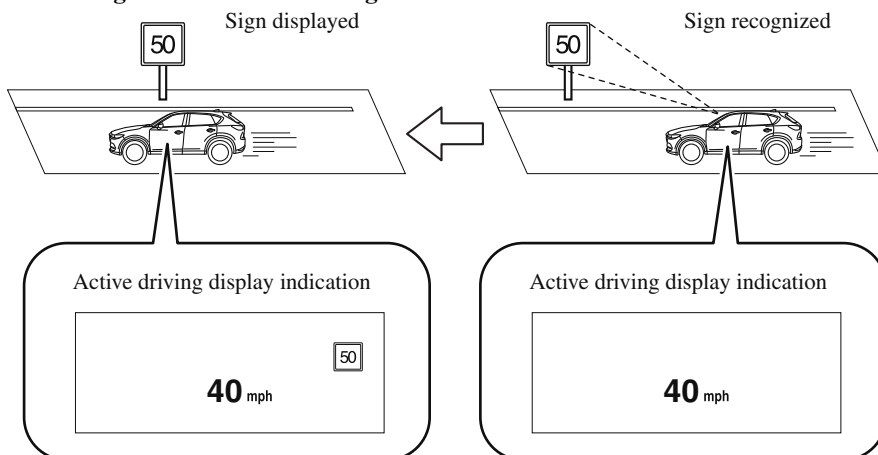 Sign displayed
Sign recognized
50
50
Active driving display indication
Active driving display indication
50
40 mph
40 mph